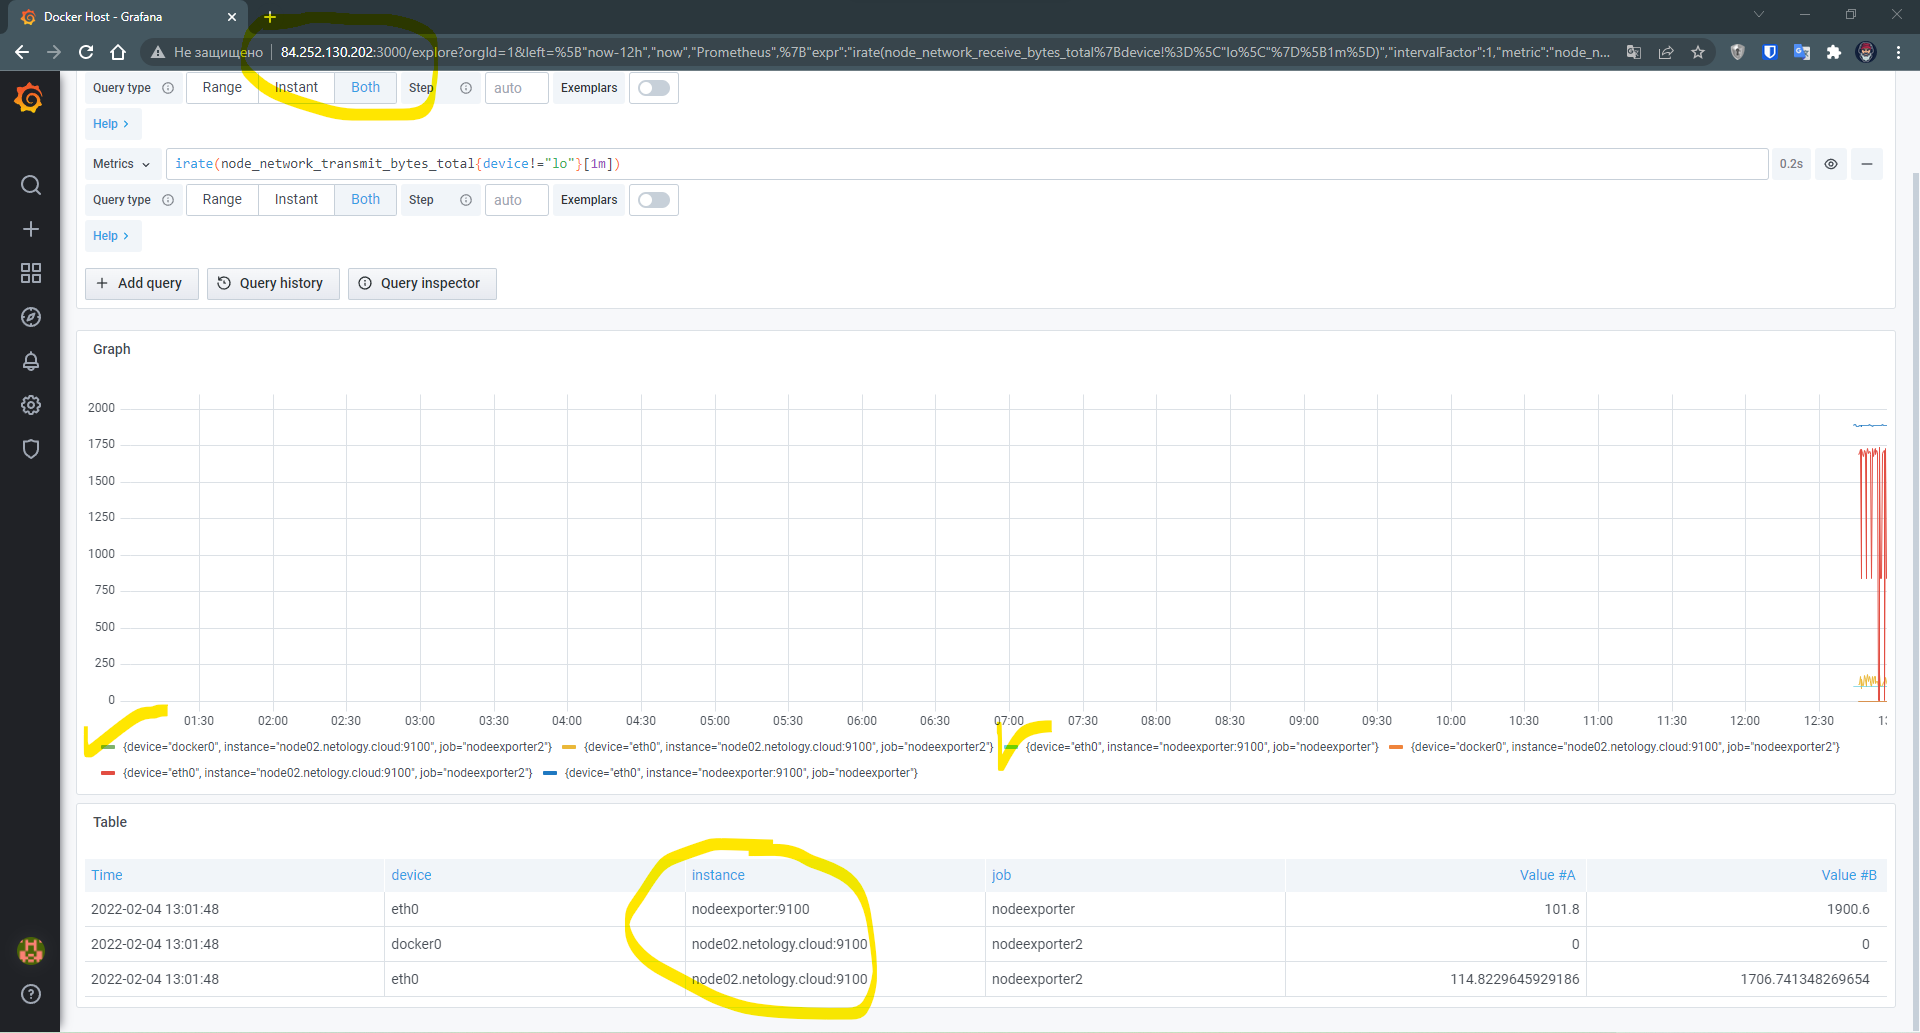 Docker Host - Grafana
Не защищено 84.252.130.202:3000/explore?orgId=1&left=%5B"now-12h","now","Prometheus",%7B"expr":"irate(node_network_receive_bytes_total%7Bdevice!%3D%5C"lo%5C"%7D%5B1m%5D)","intervalFactor":1,"metric":"node_n...
Query type Range Instant Both Step auto Exemplars
Help >
Metrics irate(node_network_transmit_bytes_total{device!="lo"}[1m]) 0.2s
Query type Range Instant Both Step auto Exemplars
Help >
+ Add query Query history Query inspector
Graph
2000
1750
1500
1250
1000
750
500
250
0
01:30 02:00 02:30 03:00 03:30 04:00 04:30 05:00 05:30 06:00 06:30 07:00 07:30 08:00 08:30 09:00 09:30 10:00 10:30 11:00 11:30 12:00 12:30
{device="docker0", instance="node02.netology.cloud:9100", job="nodeexporter2"} {device="eth0", instance="node02.netology.cloud:9100", job="nodeexporter2"} {device="eth0", instance="nodeexporter:9100", job="nodeexporter"} {device="docker0", instance="node02.netology.cloud:9100", job="nodeexporter2"}
{device="eth0", instance="node02.netology.cloud:9100", job="nodeexporter2"} {device="eth0", instance="nodeexporter:9100", job="nodeexporter"}
Table
Time device instance job Value #A Value #B
2022-02-04 13:01:48 eth0 nodeexporter:9100 nodeexporter 101.8 1900.6
2022-02-04 13:01:48 docker0 node02.netology.cloud:9100 nodeexporter2 0 0
2022-02-04 13:01:48 eth0 node02.netology.cloud:9100 nodeexporter2 114.8229645929186 1706.741348269654